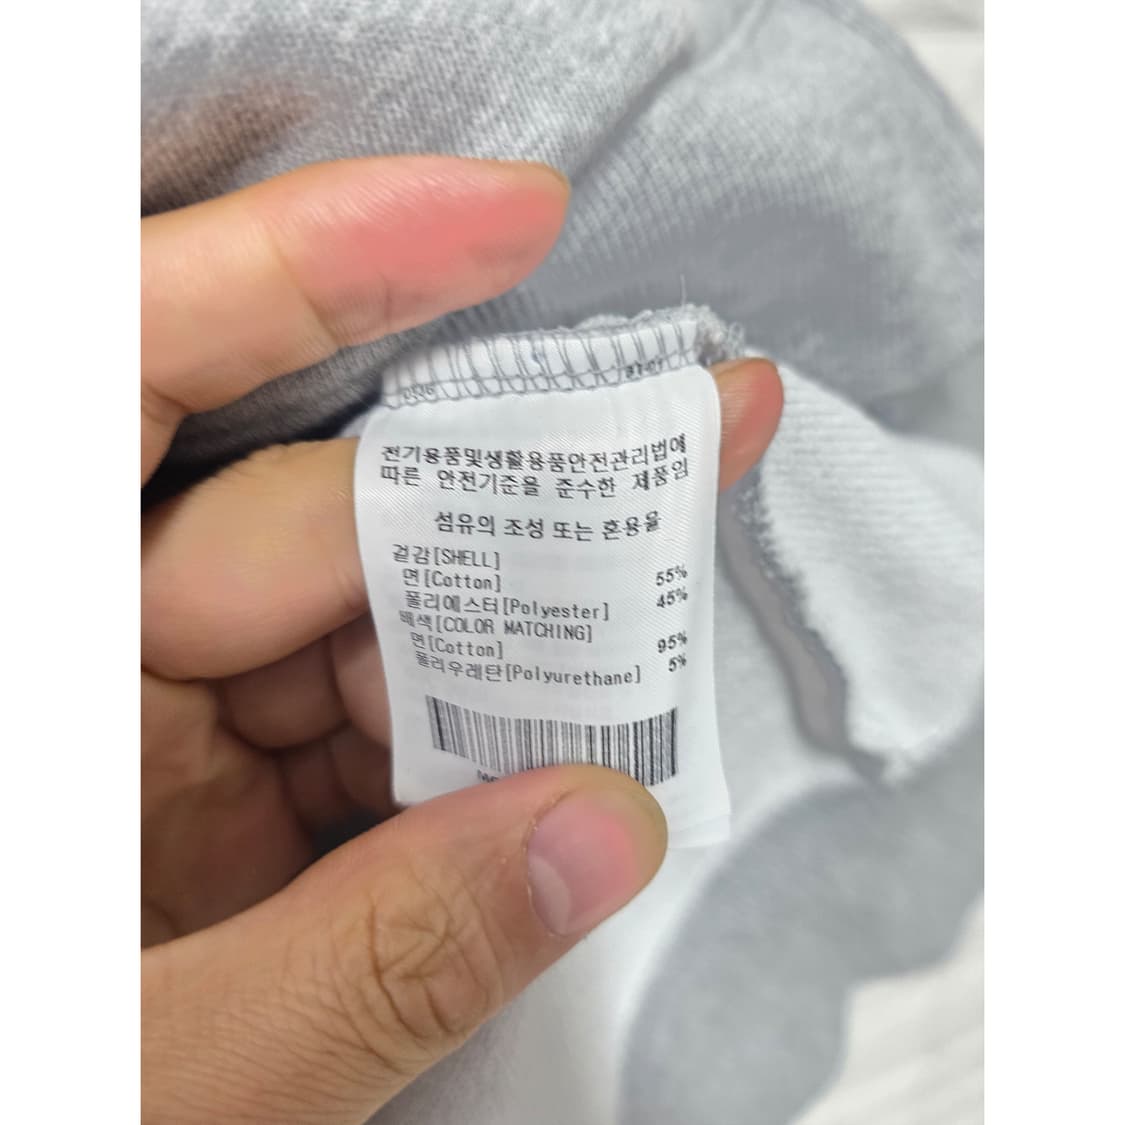 전기용품및생활용품안전관리법에
따른 안전기준을 준수한 제품임
섬유의 조성 또는 혼용율
겉감[SHELL]
면[Cotton] 55%
폴리에스터[Polyester] 45%
배색[COLOR MATCHING]
면[Cotton] 95%
폴리우레탄[Polyurethane] 5%